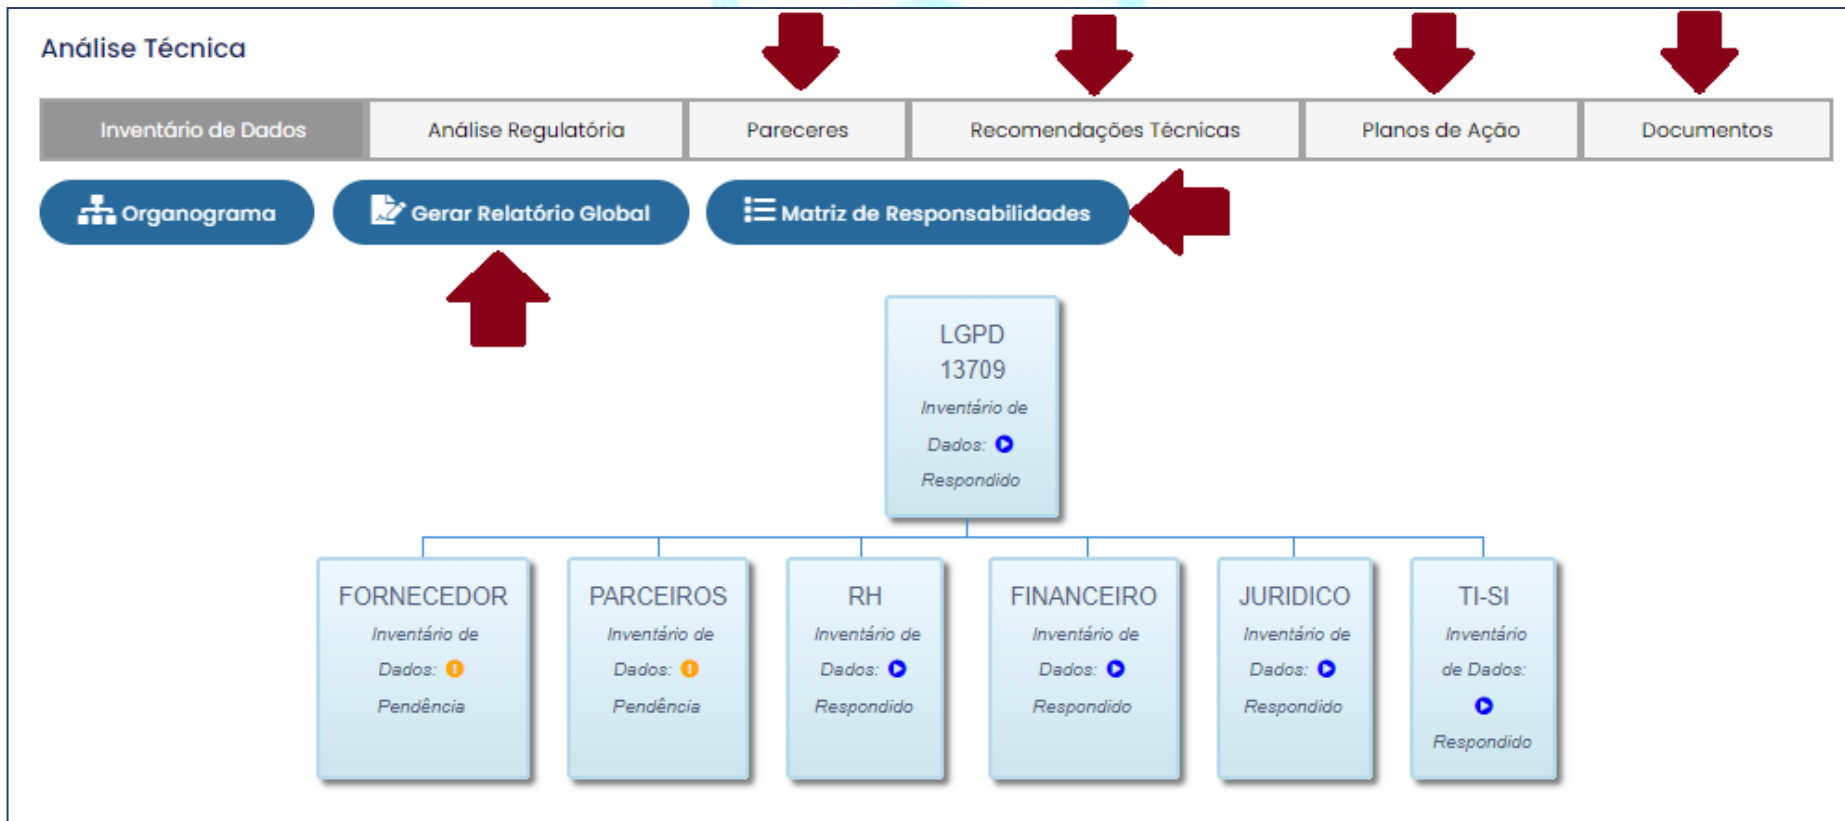 Análise Técnica
Inventário de Dados
Análise Regulatória
Pareceres
Recomendações Técnicas
Planos de Ação
Documentos
Organograma
Gerar Relatório Global
Matriz de Responsabilidades
LGPD
13709
Inventário de
Dados:
Respondido
FORNECEDOR
Inventário de
Dados:
Pendência
PARCEIROS
Inventário de
Dados:
Pendência
RH
Inventário de
Dados:
Respondido
FINANCEIRO
Inventário de
Dados:
Respondido
JURIDICO
Inventário de
Dados:
Respondido
TI-SI
Inventário
de Dados:
Respondido